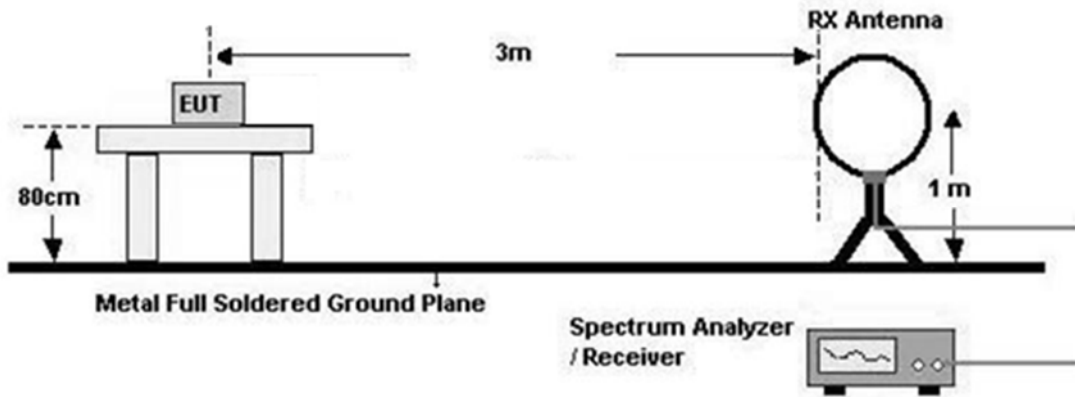 RX Antenna
3m
EUT
80cm
1 m
Metal Full Soldered Ground Plane
Spectrum Analyzer
/ Receiver